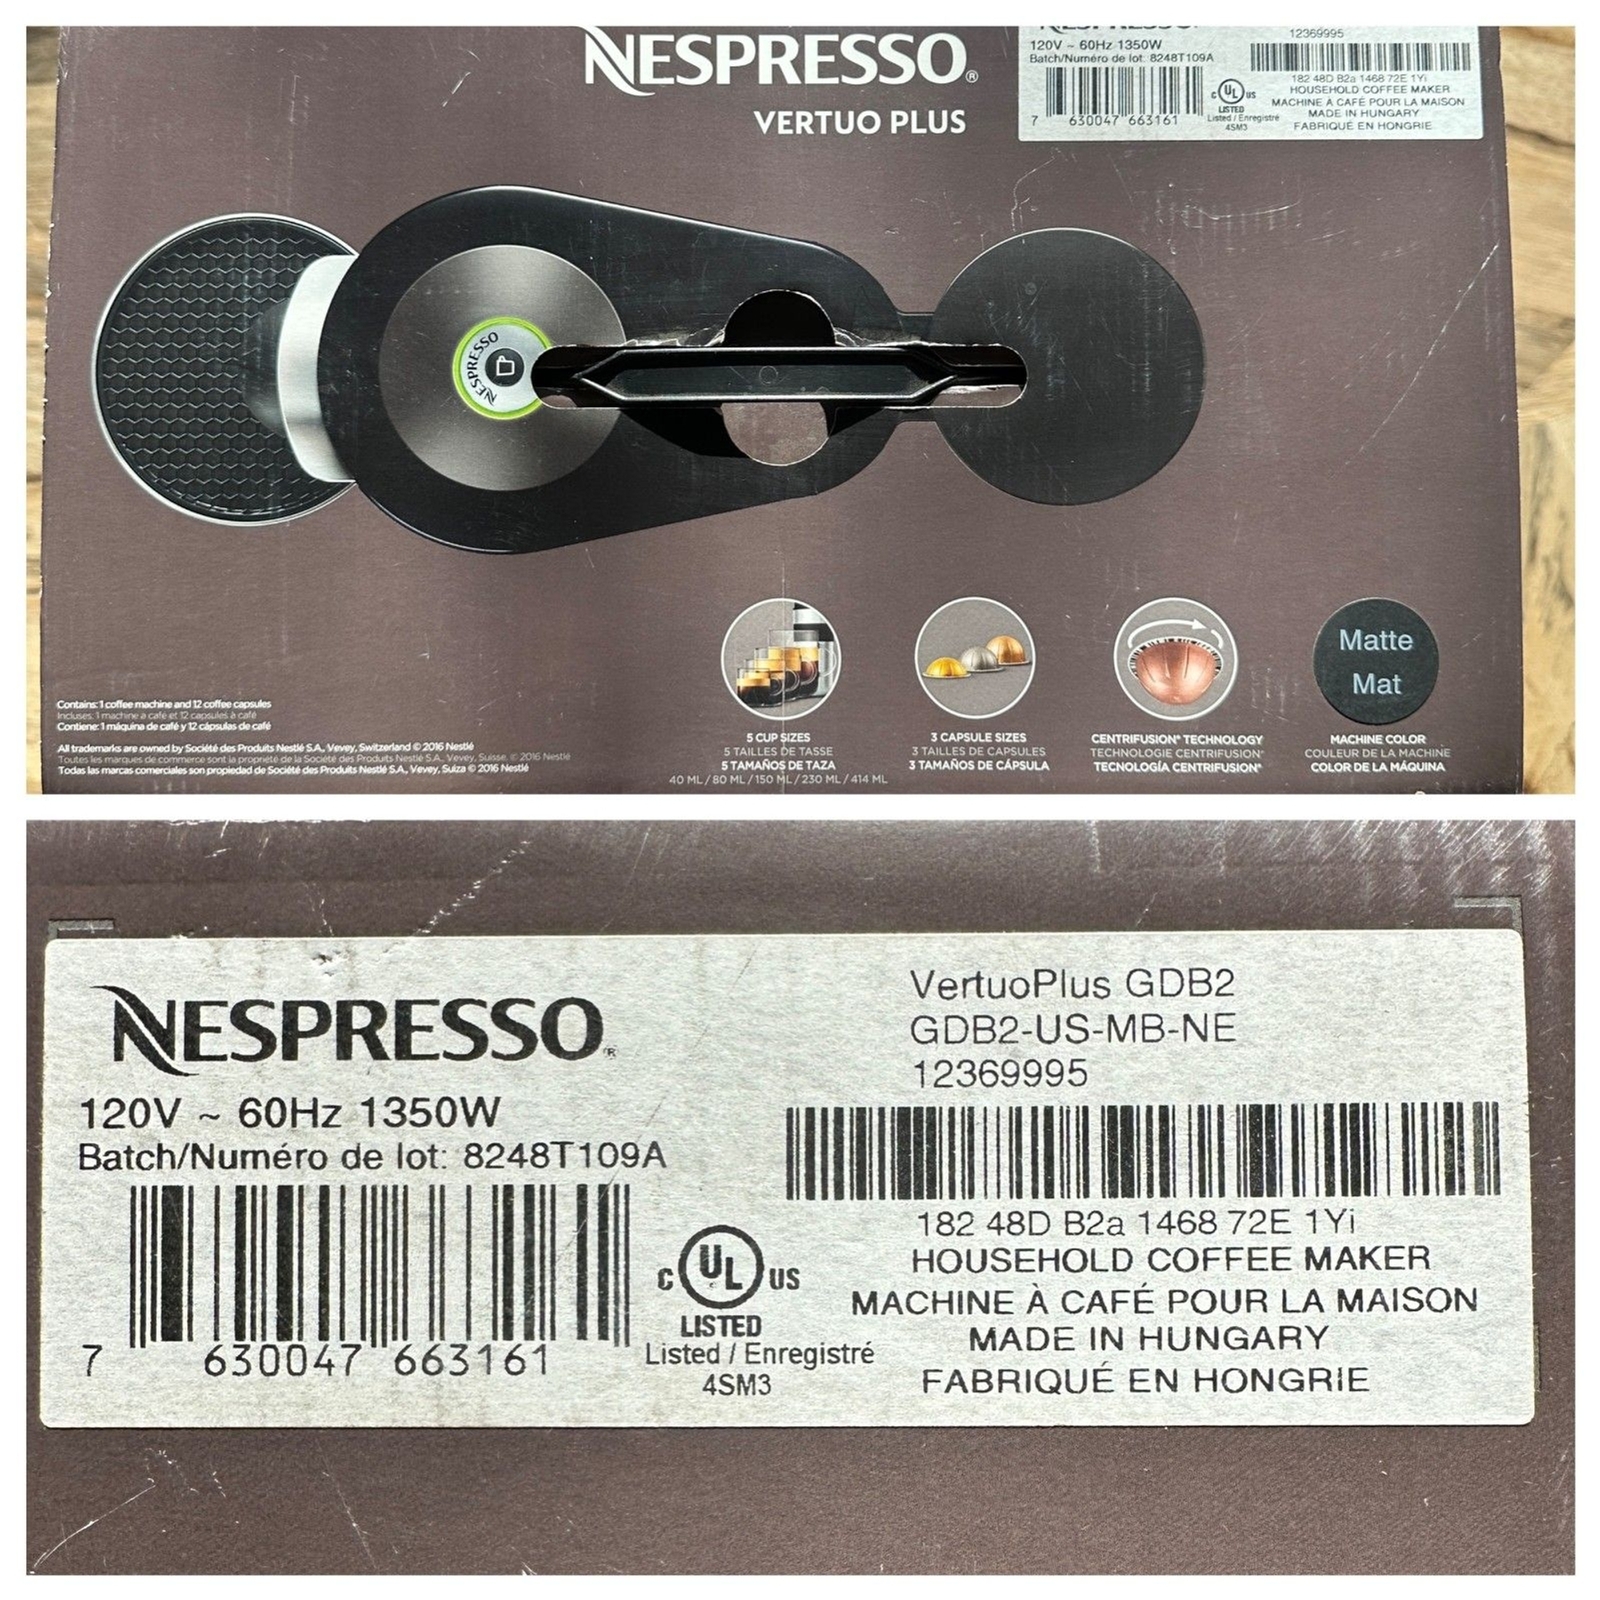 NESPRESSO®
VERTUO PLUS
NESPRESSO
120V ~ 60Hz 1350W
Batch/Numéro de lot: 8248T109A
7 630047 663161
C UL US
LISTED
Listed / Enregistré
4SM3
12369995
182 48D B2a 1468 72E 1Yi
HOUSEHOLD COFFEE MAKER
MACHINE À CAFÉ POUR LA MAISON
MADE IN HUNGARY
FABRIQUÉ EN HONGRIE
NESPRESSO
Contains: 1 coffee machine and 12 coffee capsules
Incluses: 1 machine à café et 12 capsules à café
Contiene: 1 máquina de café y 12 cápsulas de café
All trademarks are owned by Société des Produits Nestlé S.A., Vevey, Switzerland © 2016 Nestlé
Toutes les marques de commerce sont la propriété de la Société des Produits Nestlé S.A., Vevey, Suisse. © 2016 Nestlé
Todas las marcas comerciales son propiedad de Société des Produits Nestlé S.A., Vevey, Suiza © 2016 Nestlé
5 CUP SIZES
5 TAILLES DE TASSE
5 TAMAÑOS DE TAZA
40 ML / 80 ML / 150 ML / 230 ML / 414 ML
3 CAPSULE SIZES
3 TAILLES DE CAPSULES
3 TAMAÑOS DE CÁPSULA
CENTRIFUSION® TECHNOLOGY
TECHNOLOGIE CENTRIFUSION®
TECNOLOGÍA CENTRIFUSION®
Matte
Mat
MACHINE COLOR
COULEUR DE LA MACHINE
COLOR DE LA MÁQUINA
NESPRESSO®
120V ~ 60Hz 1350W
Batch/Numéro de lot: 8248T109A
7 630047 663161
C UL US
LISTED
Listed / Enregistré
4SM3
VertuoPlus GDB2
GDB2-US-MB-NE
12369995
182 48D B2a 1468 72E 1Yi
HOUSEHOLD COFFEE MAKER
MACHINE À CAFÉ POUR LA MAISON
MADE IN HUNGARY
FABRIQUÉ EN HONGRIE